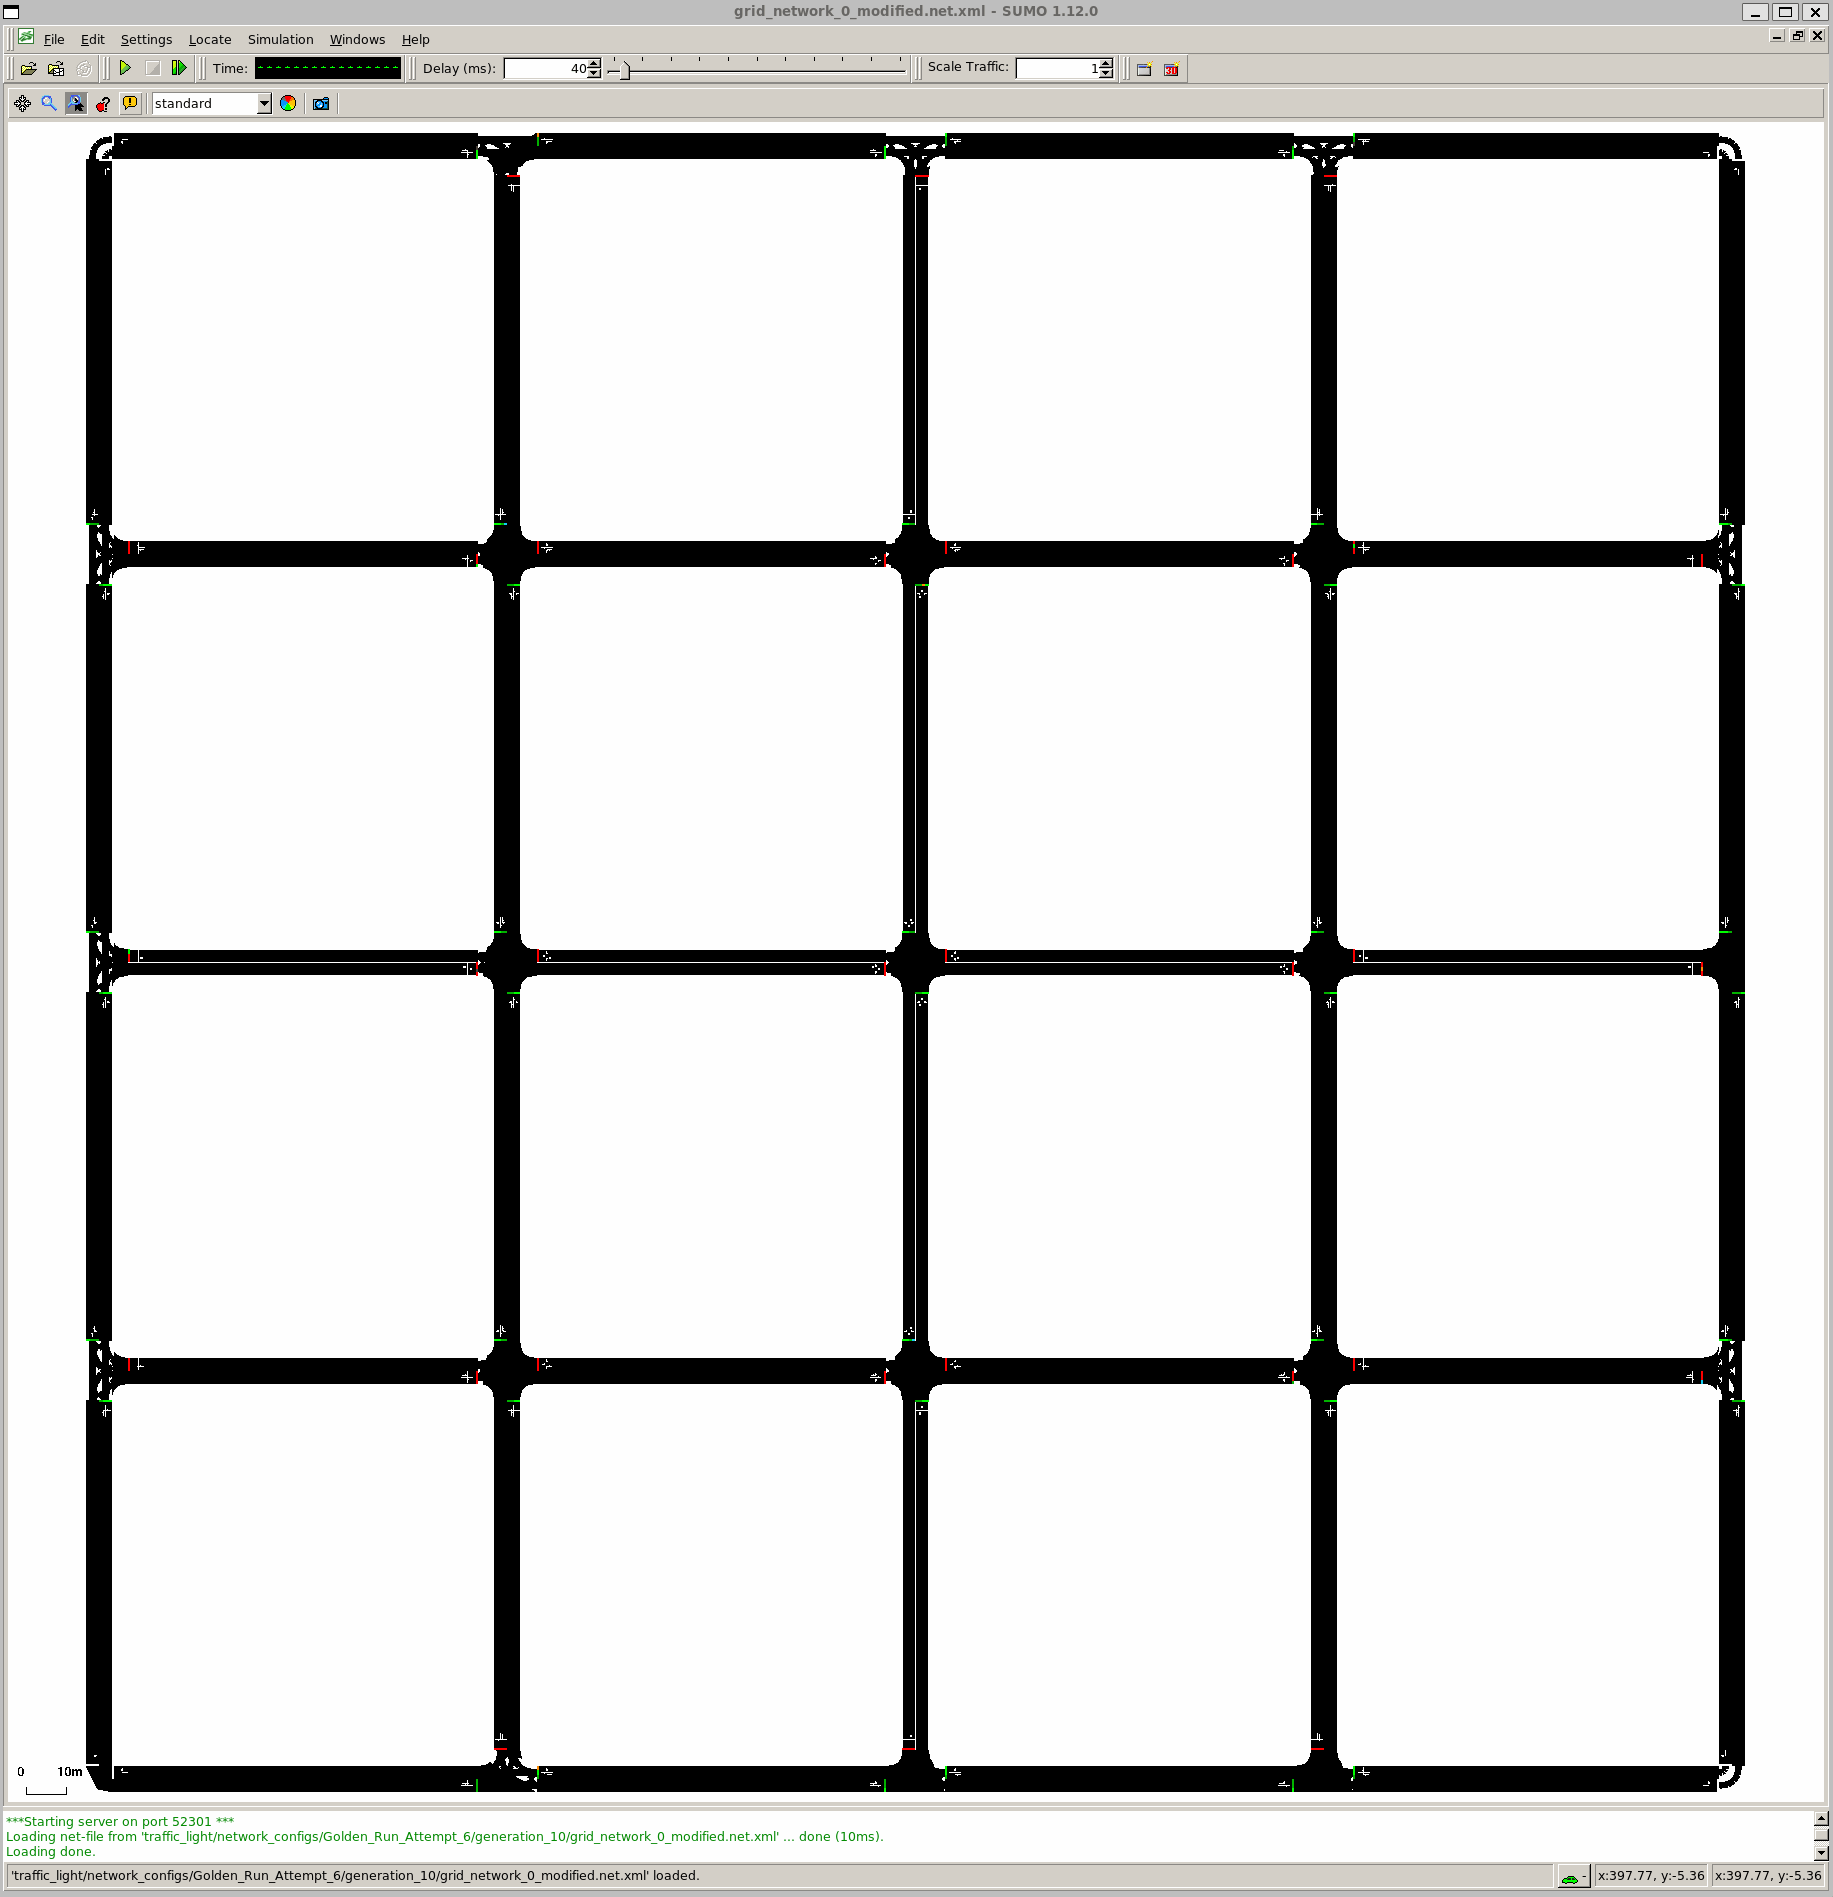 grid_network_0_modified.net.xml - SUMO 1.12.0
File Edit Settings Locate Simulation Windows Help
Time: Delay (ms): 40 Scale Traffic: 1
standard
0 10m
***Starting server on port 52301 ***
Loading net-file from 'traffic_light/network_configs/Golden_Run_Attempt_6/generation_10/grid_network_0_modified.net.xml' ... done (10ms).
Loading done.
'traffic_light/network_configs/Golden_Run_Attempt_6/generation_10/grid_network_0_modified.net.xml' loaded. - x:397.77, y:-5.36 x:397.77, y:-5.36